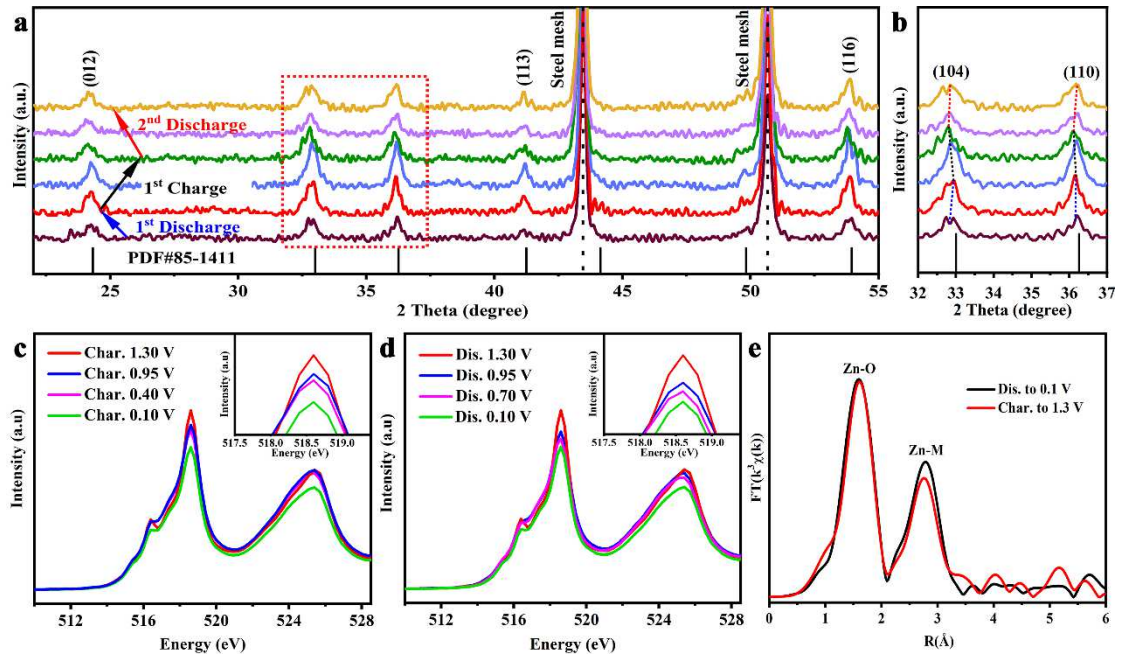 a
Intensity (a.u.)
(012)
(113)
Steel mesh
Steel mesh
(116)
2nd Discharge
1st Charge
1st Discharge
PDF#85-1411
25 30 35 40 45 50 55
2 Theta (degree)
b
Intensity (a.u.)
(104)
(110)
32 33 34 35 36 37
2 Theta (degree)
c
Intensity (a.u)
Char. 1.30 V
Char. 0.95 V
Char. 0.40 V
Char. 0.10 V
Intensity (a.u)
517.5 518.0 518.5 519.0
Energy (eV)
512 516 520 524 528
Energy (eV)
d
Intensity (a.u)
Dis. 1.30 V
Dis. 0.95 V
Dis. 0.70 V
Dis. 0.10 V
Intensity (a.u)
517.5 518.0 518.5 519.0
Energy (eV)
512 516 520 524 528
Energy (eV)
e
FT(k³χ(k))
Zn-O
Zn-M
Dis. to 0.1 V
Char. to 1.3 V
0 1 2 3 4 5 6
R(Å)